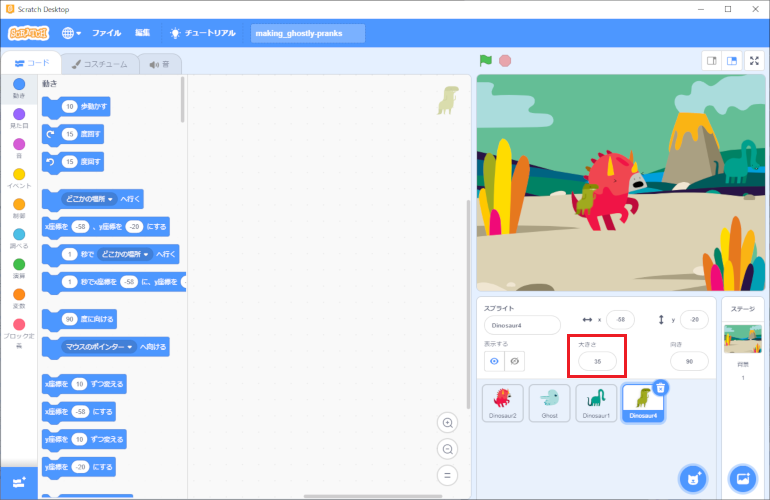 Scratch Desktop
SCRATCH
ファイル
編集
チュートリアル
making_ghostly-pranks
コード
コスチューム
音
動き
見た目
音
イベント
制御
調べる
演算
変数
ブロック定義
動き
10 歩動かす
15 度回す
15 度回す
どこかの場所 へ行く
x座標を -58 、y座標を -20 にする
1 秒で どこかの場所 へ行く
1 秒でx座標を -58 に、y座標を
90 度に向ける
マウスのポインター へ向ける
x座標を 10 ずつ変える
x座標を -58 にする
y座標を 10 ずつ変える
y座標を -20 にする
スプライト
Dinosaur4
x -58
y -20
表示する
大きさ
35
向き
90
Dinosaur2
Ghost
Dinosaur1
Dinosaur4
ステージ
背景
1